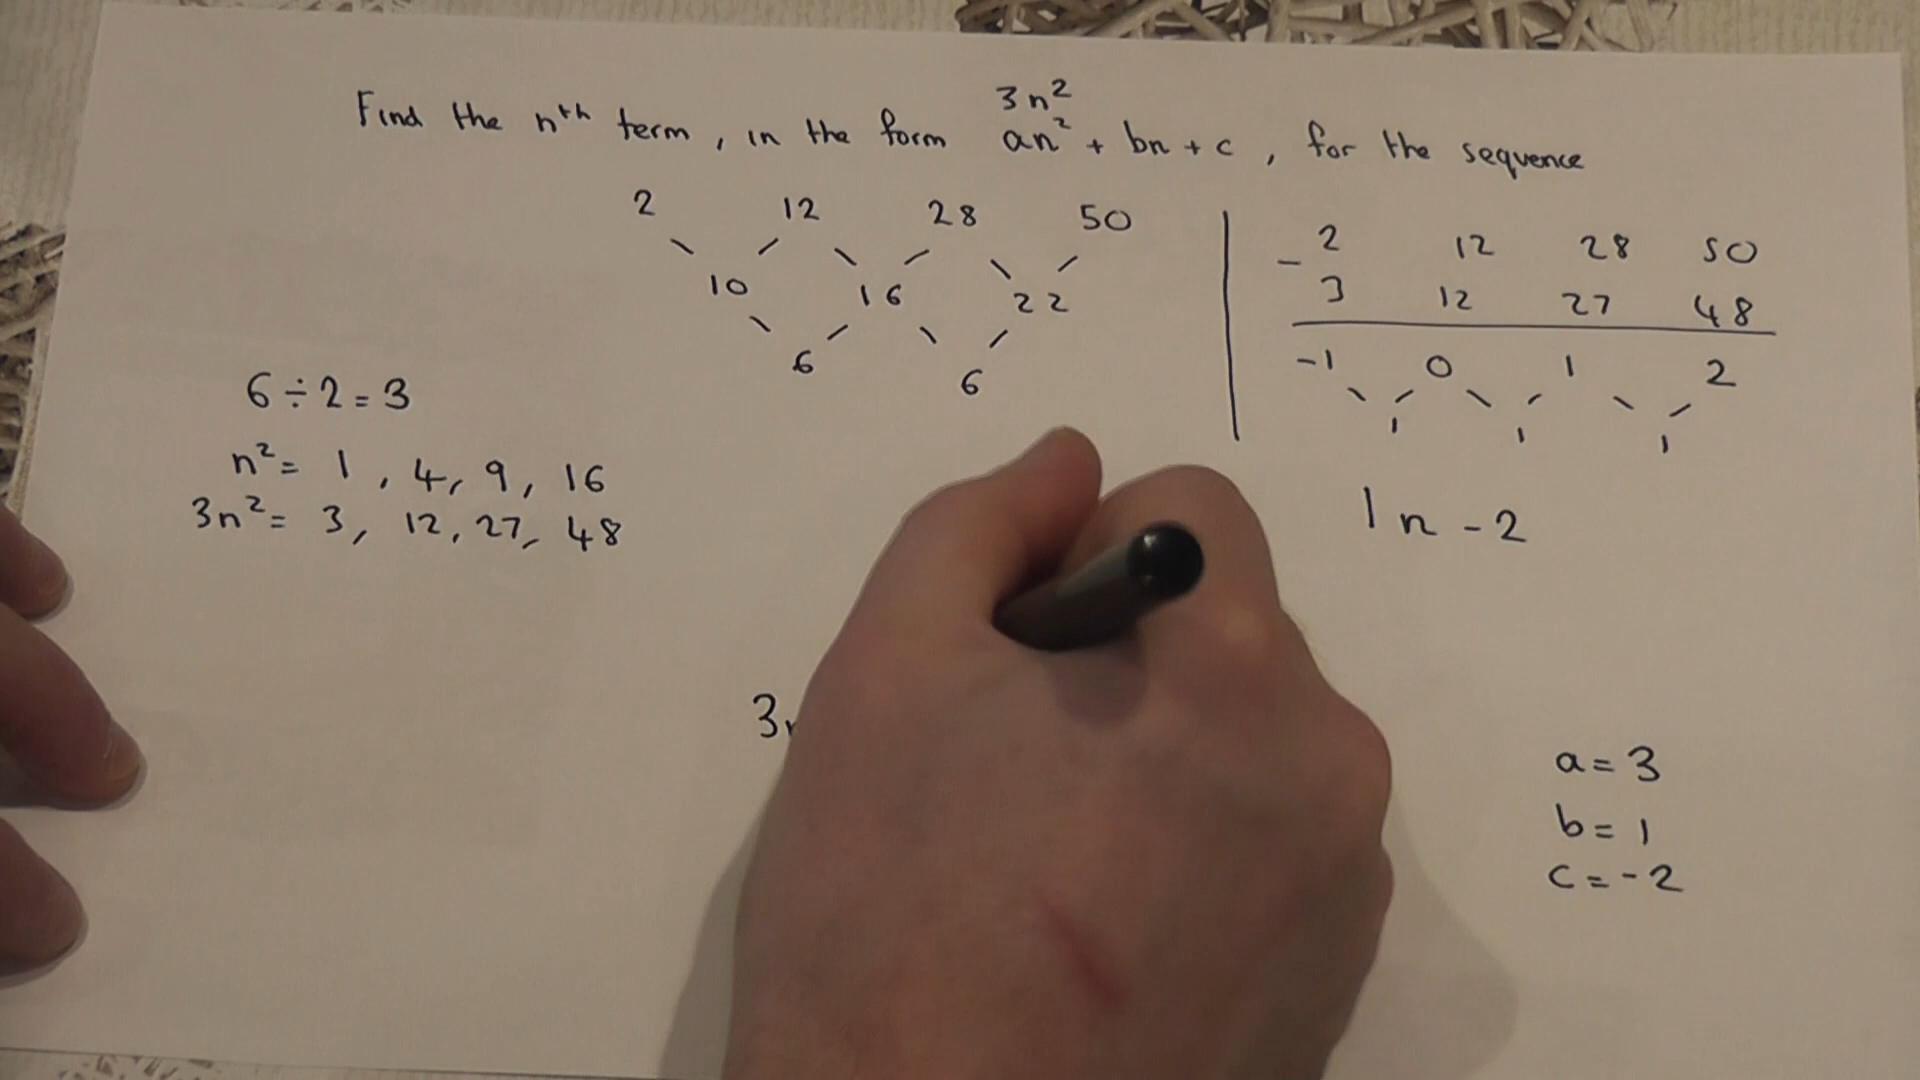 3n²
Find the nth term, in the form an² + bn + c, for the sequence
2 12 28 50
10 16 22
6 6
- 2 12 28 50
3 12 27 48
-1 0 1 2
1 1 1
1n - 2
6 ÷ 2 = 3
n² = 1, 4, 9, 16
3n² = 3, 12, 27, 48
3
a = 3
b = 1
c = -2